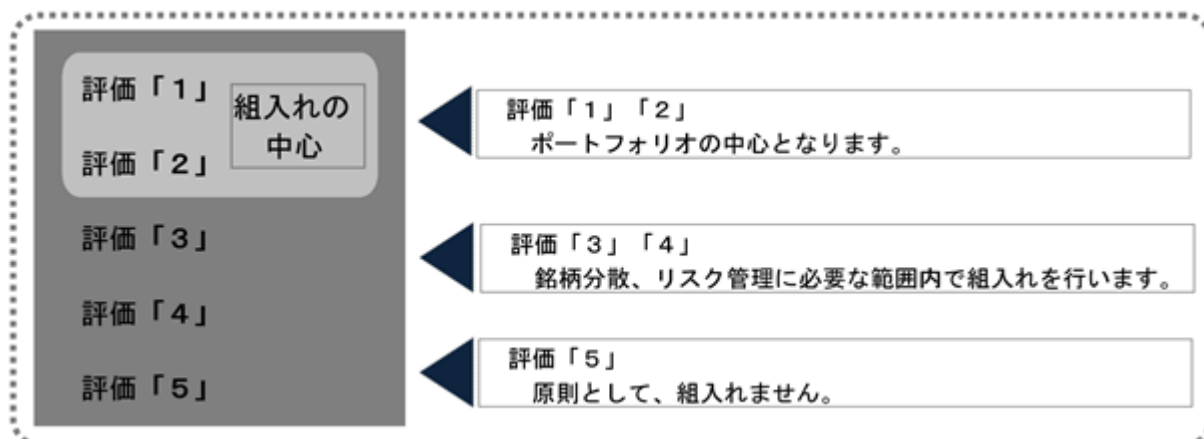 評価「1」
評価「2」
組入れの
中心
評価「3」
評価「4」
評価「5」
評価「1」「2」
ポートフォリオの中心となります。
評価「3」「4」
銘柄分散、リスク管理に必要な範囲内で組入れを行います。
評価「5」
原則として、組入れません。